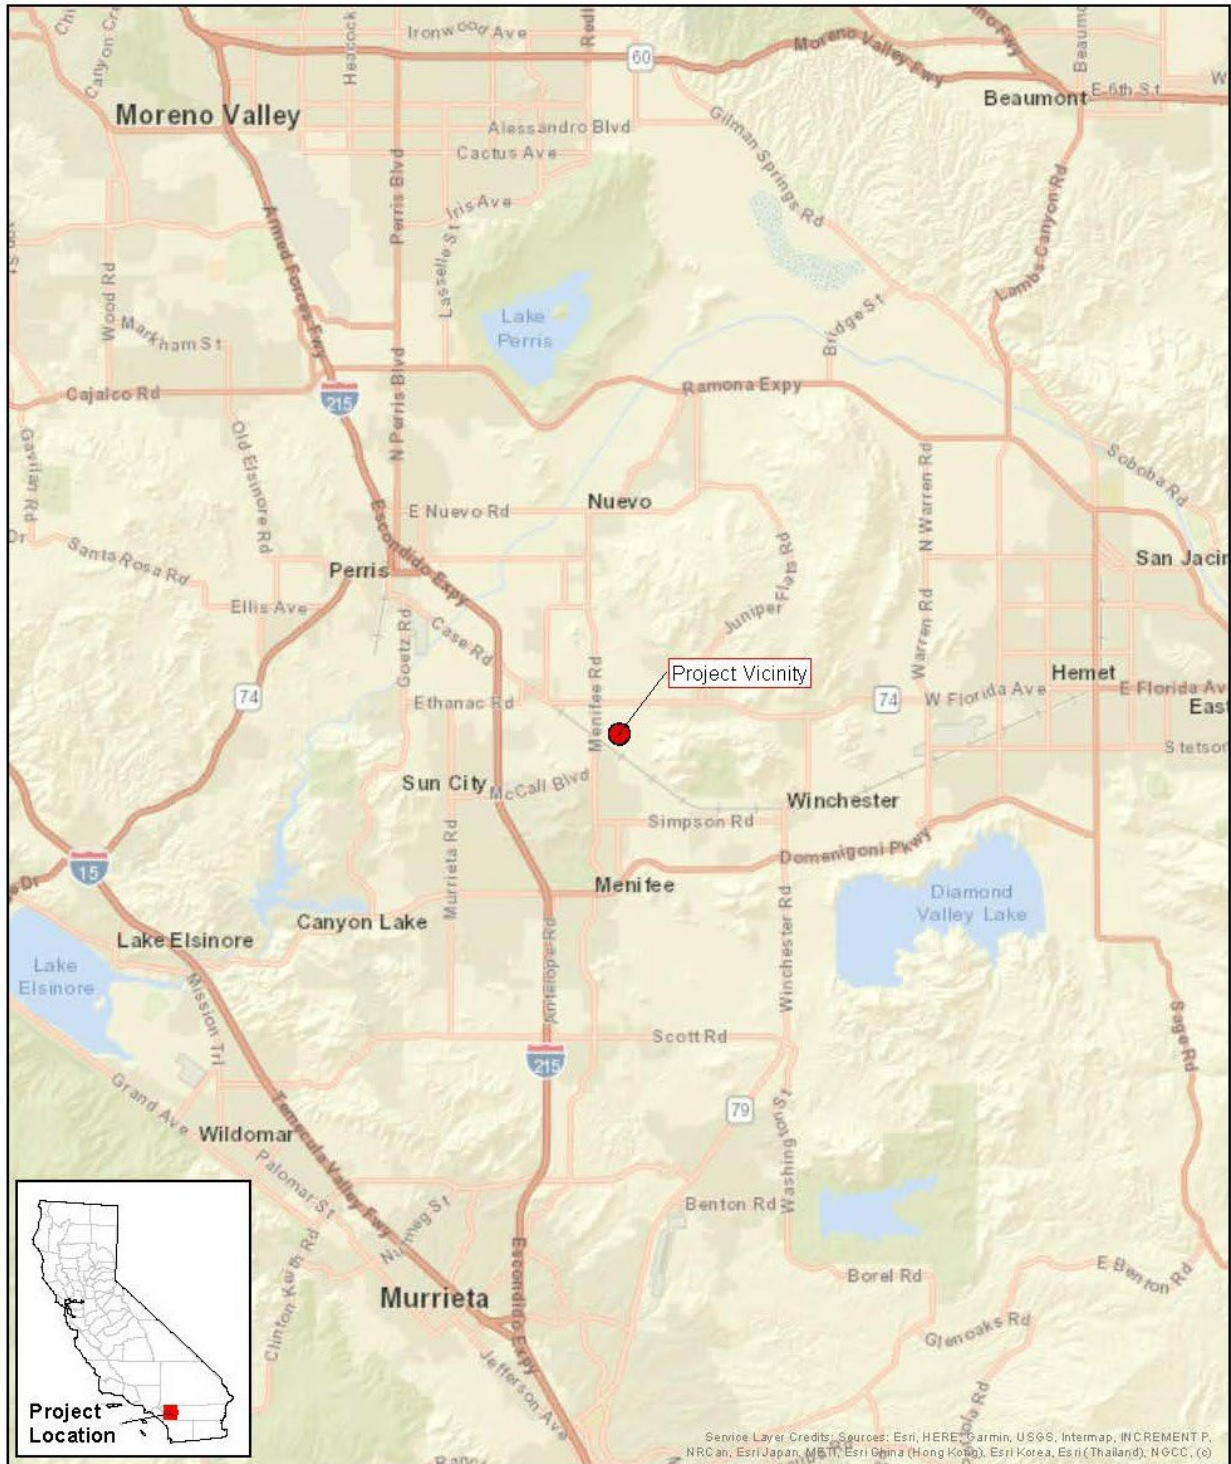 Ironwood Ave
Heacock
Canyon
60
Moreno Valley Fwy
Beaumont
E 6th St
Moreno Valley
Alessandro Blvd
Cactus Ave
Gilman Springs Rd
Perris Blvd
Iris Ave
Lasselle St
Armed Forces Fwy
Lambs Canyon Rd
Wood Rd
Markham St
Lake
Perris
Bridge St
Cajalco Rd
215
N Perris Blvd
Ramona Expy
Gavilan Rd
Old Elsinore Rd
Soboba Rd
N Warren Rd
E Nuevo Rd
Nuevo
Escondido Expy
Dr
Santa Rosa Rd
Perris
San Jacin
Juniper Flats Rd
Ellis Ave
Goetz Rd
Case Rd
Warren Rd
Menifee Rd
Project Vicinity
Hemet
74
Ethanac Rd
74
W Florida Ave
E Florida Av
East
Stetson
Sun City
McCall Blvd
Winchester
Simpson Rd
Murrieta Rd
Domenigoni Pkwy
15
Menifee
Diamond
Valley Lake
Canyon Lake
Lake Elsinore
Antelope Rd
Winchester Rd
Lake
Elsinore
Mission Trl
Scott Rd
Sage Rd
215
Grand Ave
Temecula Valley Fwy
79
Washington St
Wildomar
Palomar St
Nutmeg St
Benton Rd
Escondido Expy
Clinton Keith Rd
Borel Rd
E Benton Rd
Murrieta
Glenoaks Rd
Jefferson Ave
Project
Location
Service Layer Credits: Sources: Esri, HERE, Garmin, USGS, Intermap, INCREMENT P,
NRCan, Esri Japan, METI, Esri China (Hong Kong), Esri Korea, Esri (Thailand), NGCC, (c)